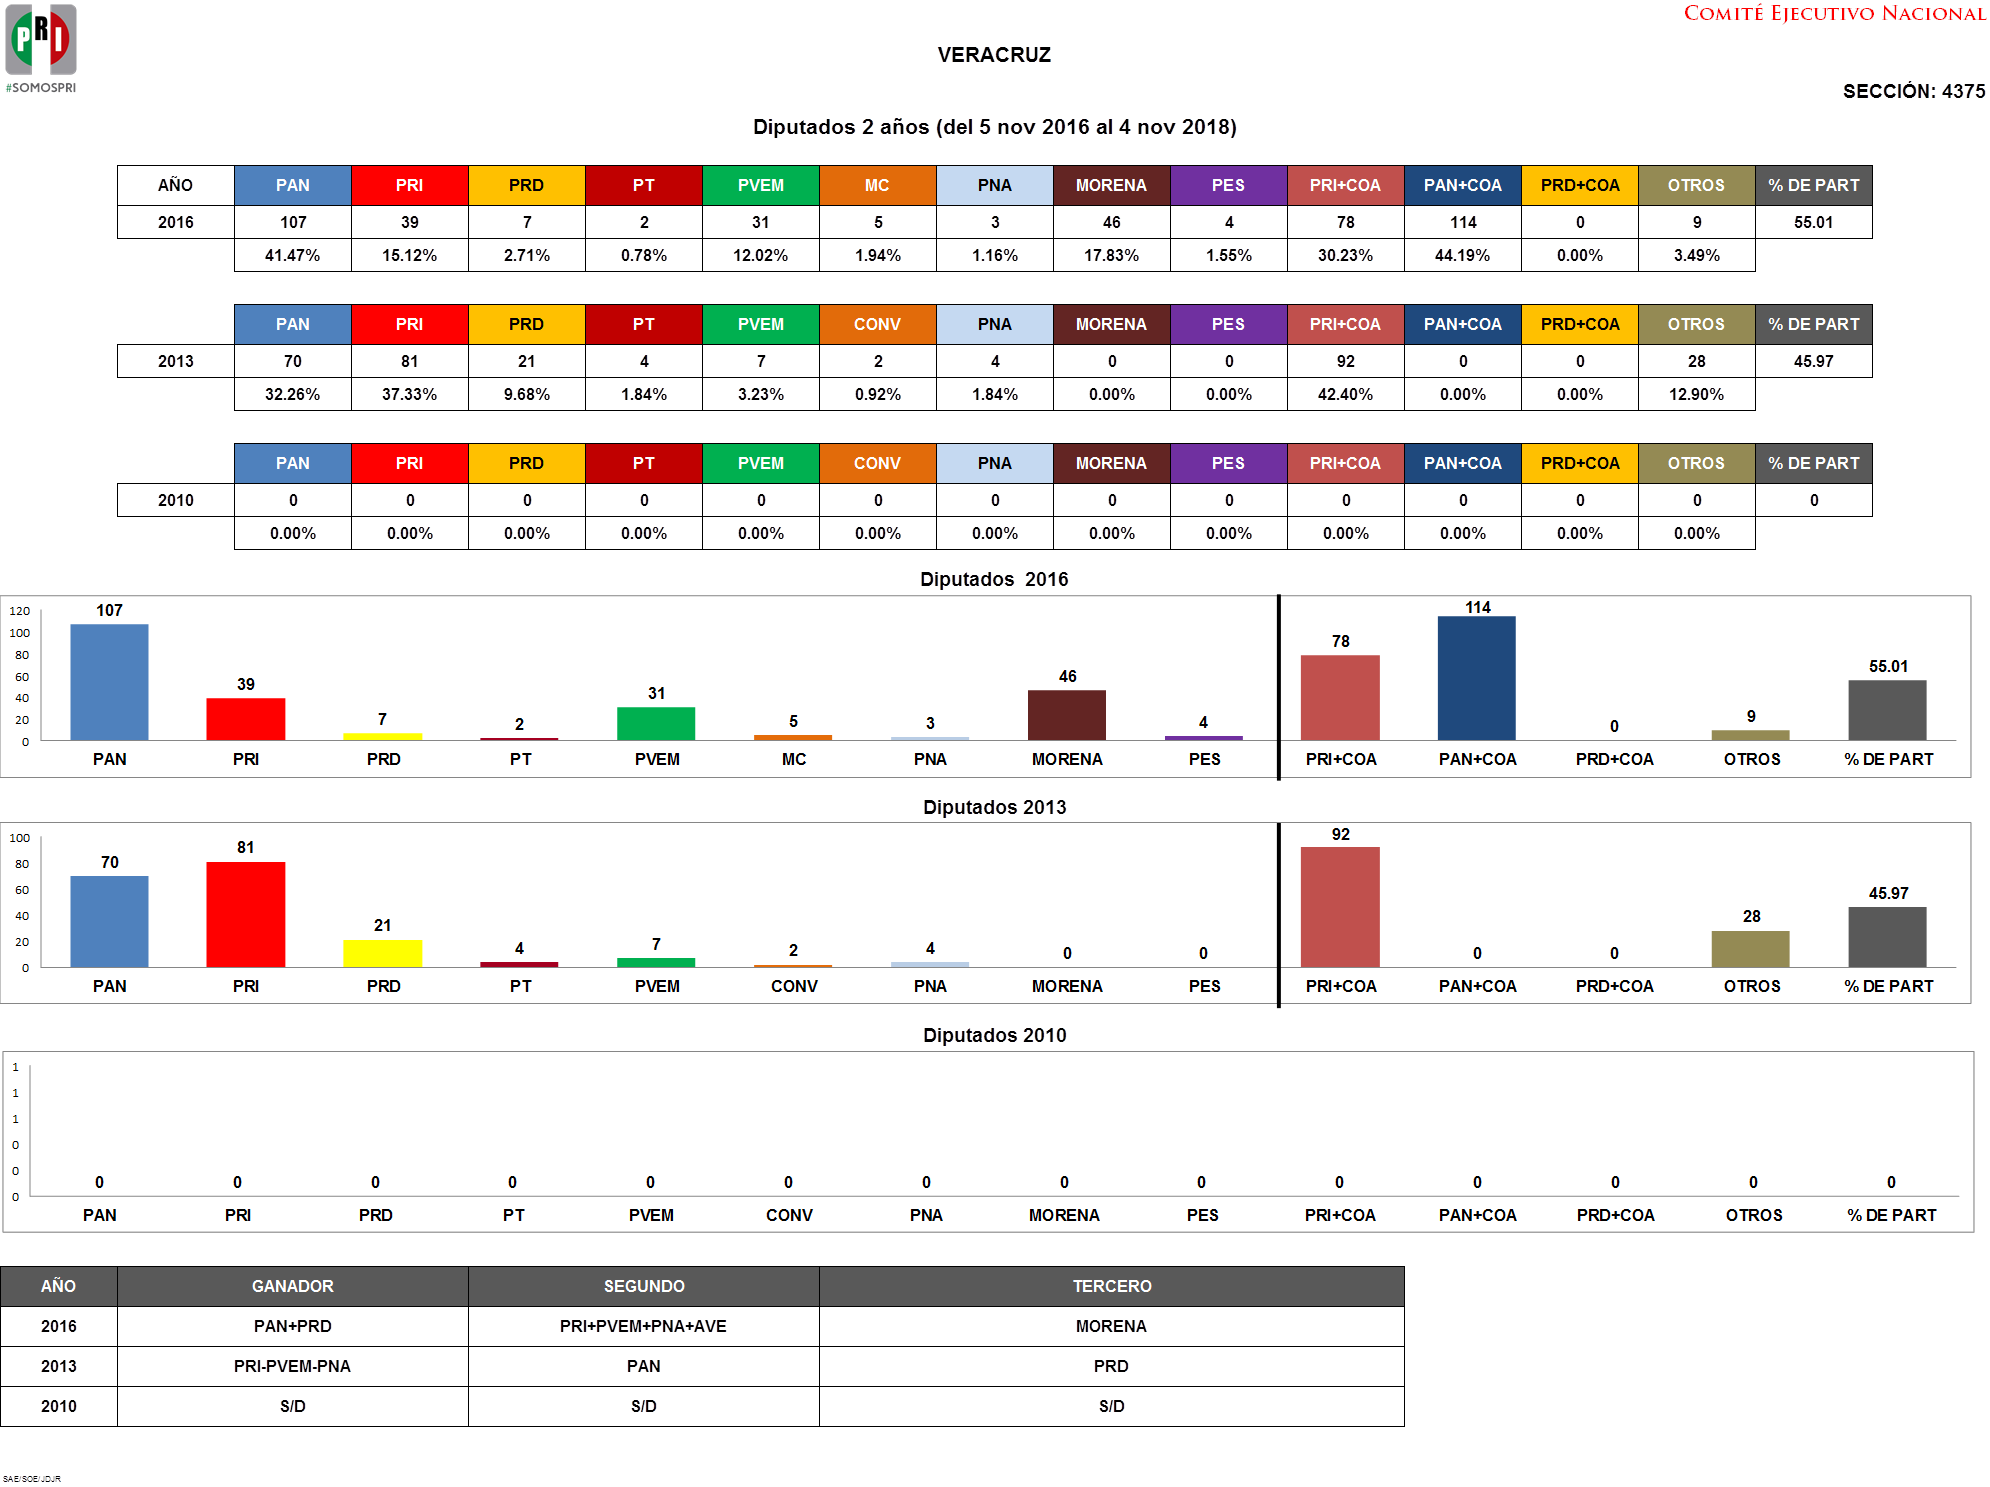 PRI
#SOMOSPRI
COMITÉ EJECUTIVO NACIONAL
VERACRUZ
SECCIÓN: 4375
Diputados 2 años (del 5 nov 2016 al 4 nov 2018)
AÑO PAN PRI PRD PT PVEM MC PNA MORENA PES PRI+COA PAN+COA PRD+COA OTROS % DE PART
2016 107 39 7 2 31 5 3 46 4 78 114 0 9 55.01
41.47% 15.12% 2.71% 0.78% 12.02% 1.94% 1.16% 17.83% 1.55% 30.23% 44.19% 0.00% 3.49%
PAN PRI PRD PT PVEM CONV PNA MORENA PES PRI+COA PAN+COA PRD+COA OTROS % DE PART
2013 70 81 21 4 7 2 4 0 0 92 0 0 28 45.97
32.26% 37.33% 9.68% 1.84% 3.23% 0.92% 1.84% 0.00% 0.00% 42.40% 0.00% 0.00% 12.90%
PAN PRI PRD PT PVEM CONV PNA MORENA PES PRI+COA PAN+COA PRD+COA OTROS % DE PART
2010 0 0 0 0 0 0 0 0 0 0 0 0 0 0
0.00% 0.00% 0.00% 0.00% 0.00% 0.00% 0.00% 0.00% 0.00% 0.00% 0.00% 0.00% 0.00%
Diputados 2016
120
100
80
60
40
20
0
107 39 7 2 31 5 3 46 4 78 114 0 9 55.01
PAN PRI PRD PT PVEM MC PNA MORENA PES PRI+COA PAN+COA PRD+COA OTROS % DE PART
Diputados 2013
100
80
60
40
20
0
70 81 21 4 7 2 4 0 0 92 0 0 28 45.97
PAN PRI PRD PT PVEM CONV PNA MORENA PES PRI+COA PAN+COA PRD+COA OTROS % DE PART
Diputados 2010
1
1
1
0
0
0
0 0 0 0 0 0 0 0 0 0 0 0 0 0
PAN PRI PRD PT PVEM CONV PNA MORENA PES PRI+COA PAN+COA PRD+COA OTROS % DE PART
AÑO GANADOR SEGUNDO TERCERO
2016 PAN+PRD PRI+PVEM+PNA+AVE MORENA
2013 PRI-PVEM-PNA PAN PRD
2010 S/D S/D S/D
SAE/SOE/JDJR